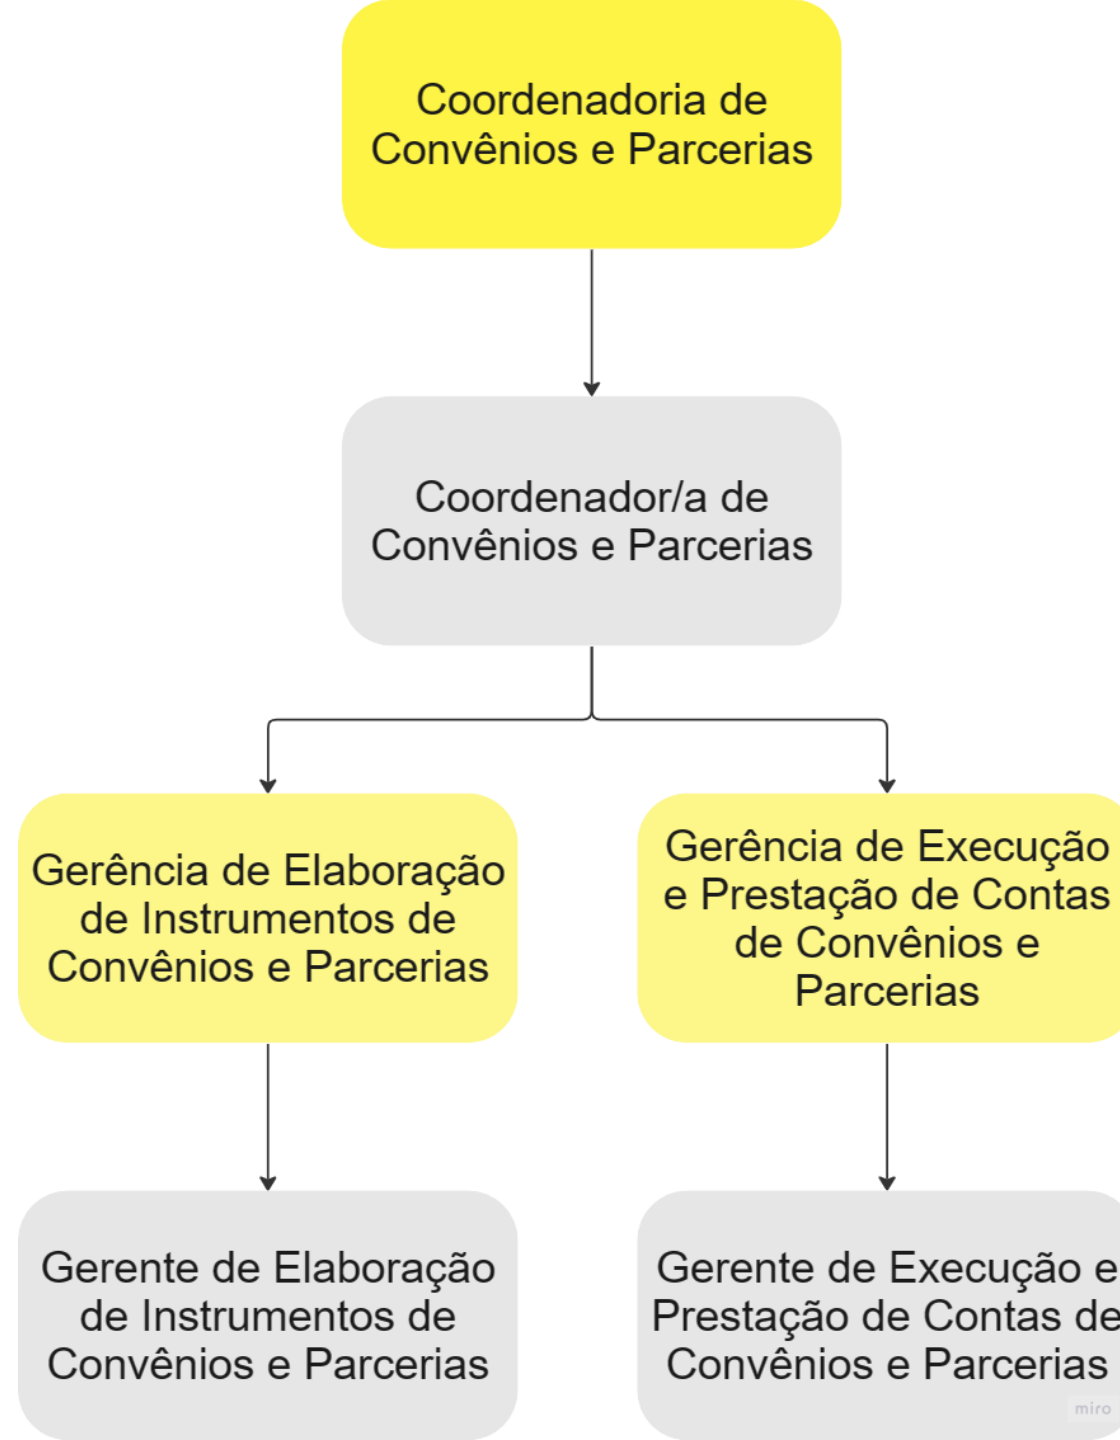 Coordenadoria de
Convênios e Parcerias
Coordenador/a de
Convênios e Parcerias
Gerência de Elaboração
de Instrumentos de
Convênios e Parcerias
Gerência de Execução
e Prestação de Contas
de Convênios e
Parcerias
Gerente de Elaboração
de Instrumentos de
Convênios e Parcerias
Gerente de Execução e
Prestação de Contas de
Convênios e Parcerias
miro